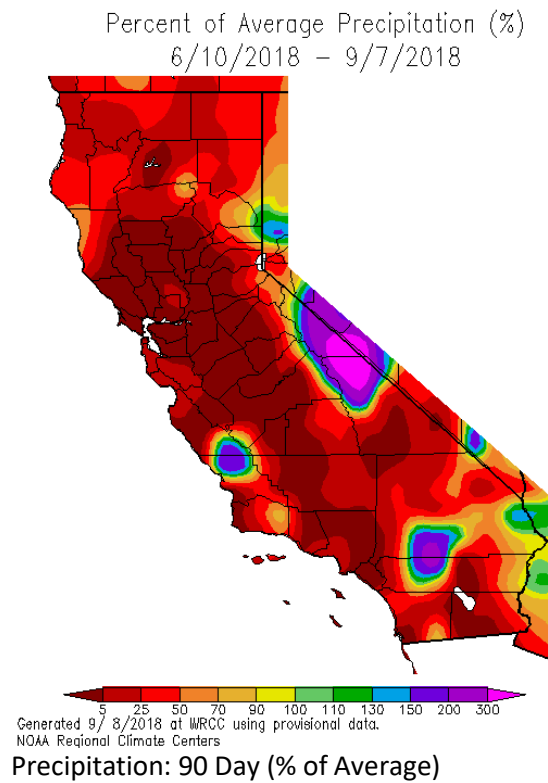 Percent of Average Precipitation (%)
6/10/2018 – 9/7/2018
5 25 50 70 90 100 110 130 150 200 300
Generated 9/ 8/2018 at WRCC using provisional data.
NOAA Regional Climate Centers
Precipitation: 90 Day (% of Average)